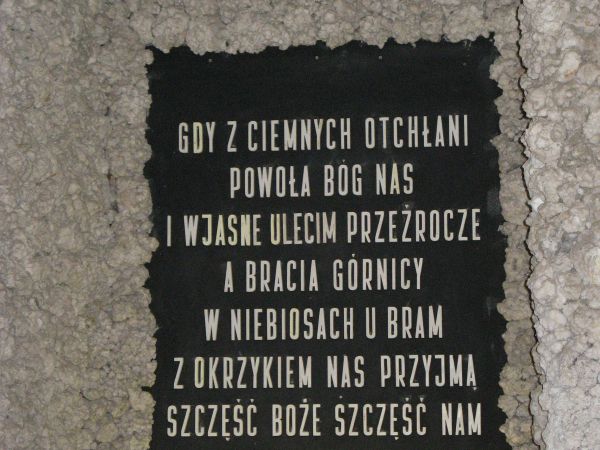 GDY Z CIEMNYCH OTCHŁANI
POWOŁA BÓG NAS
I WJASNE ULECIM PRZEŹROCZE
A BRACIA GÓRNICY
W NIEBIOSACH U BRAM
Z OKRZYKIEM NAS PRZYJMĄ
SZCZĘŚĆ BOŻE SZCZĘŚĆ NAM